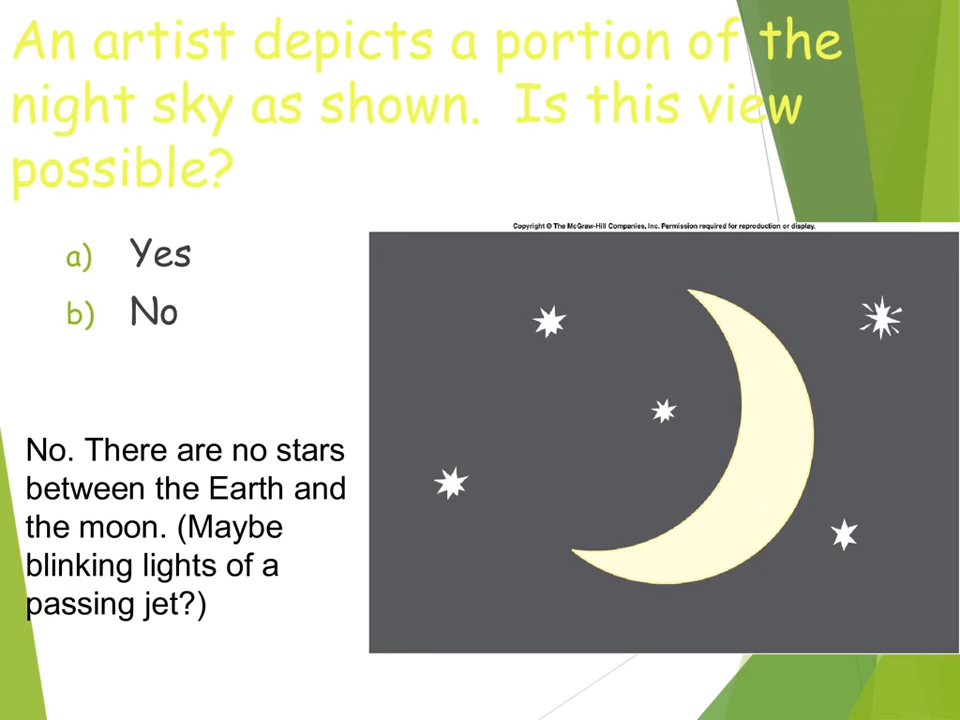 An artist depicts a portion of the
night sky as shown.  Is this view
possible?
Copyright © The McGraw-Hill Companies, Inc. Permission required for reproduction or display.
a) Yes
b) No
No. There are no stars
between the Earth and
the moon. (Maybe
blinking lights of a
passing jet?)